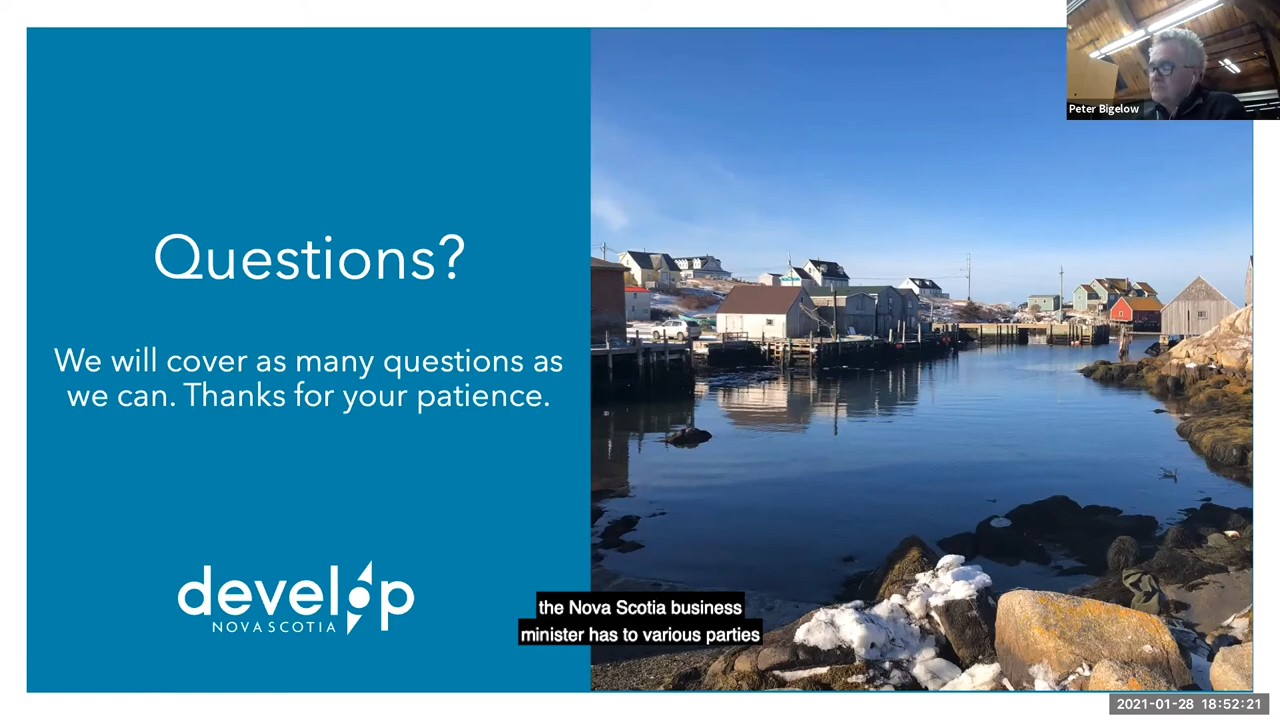 Peter Bigelow
Questions?
We will cover as many questions as
we can. Thanks for your patience.
develop
NOVA SCOTIA
the Nova Scotia business
minister has to various parties
2021-01-28 18:52:21